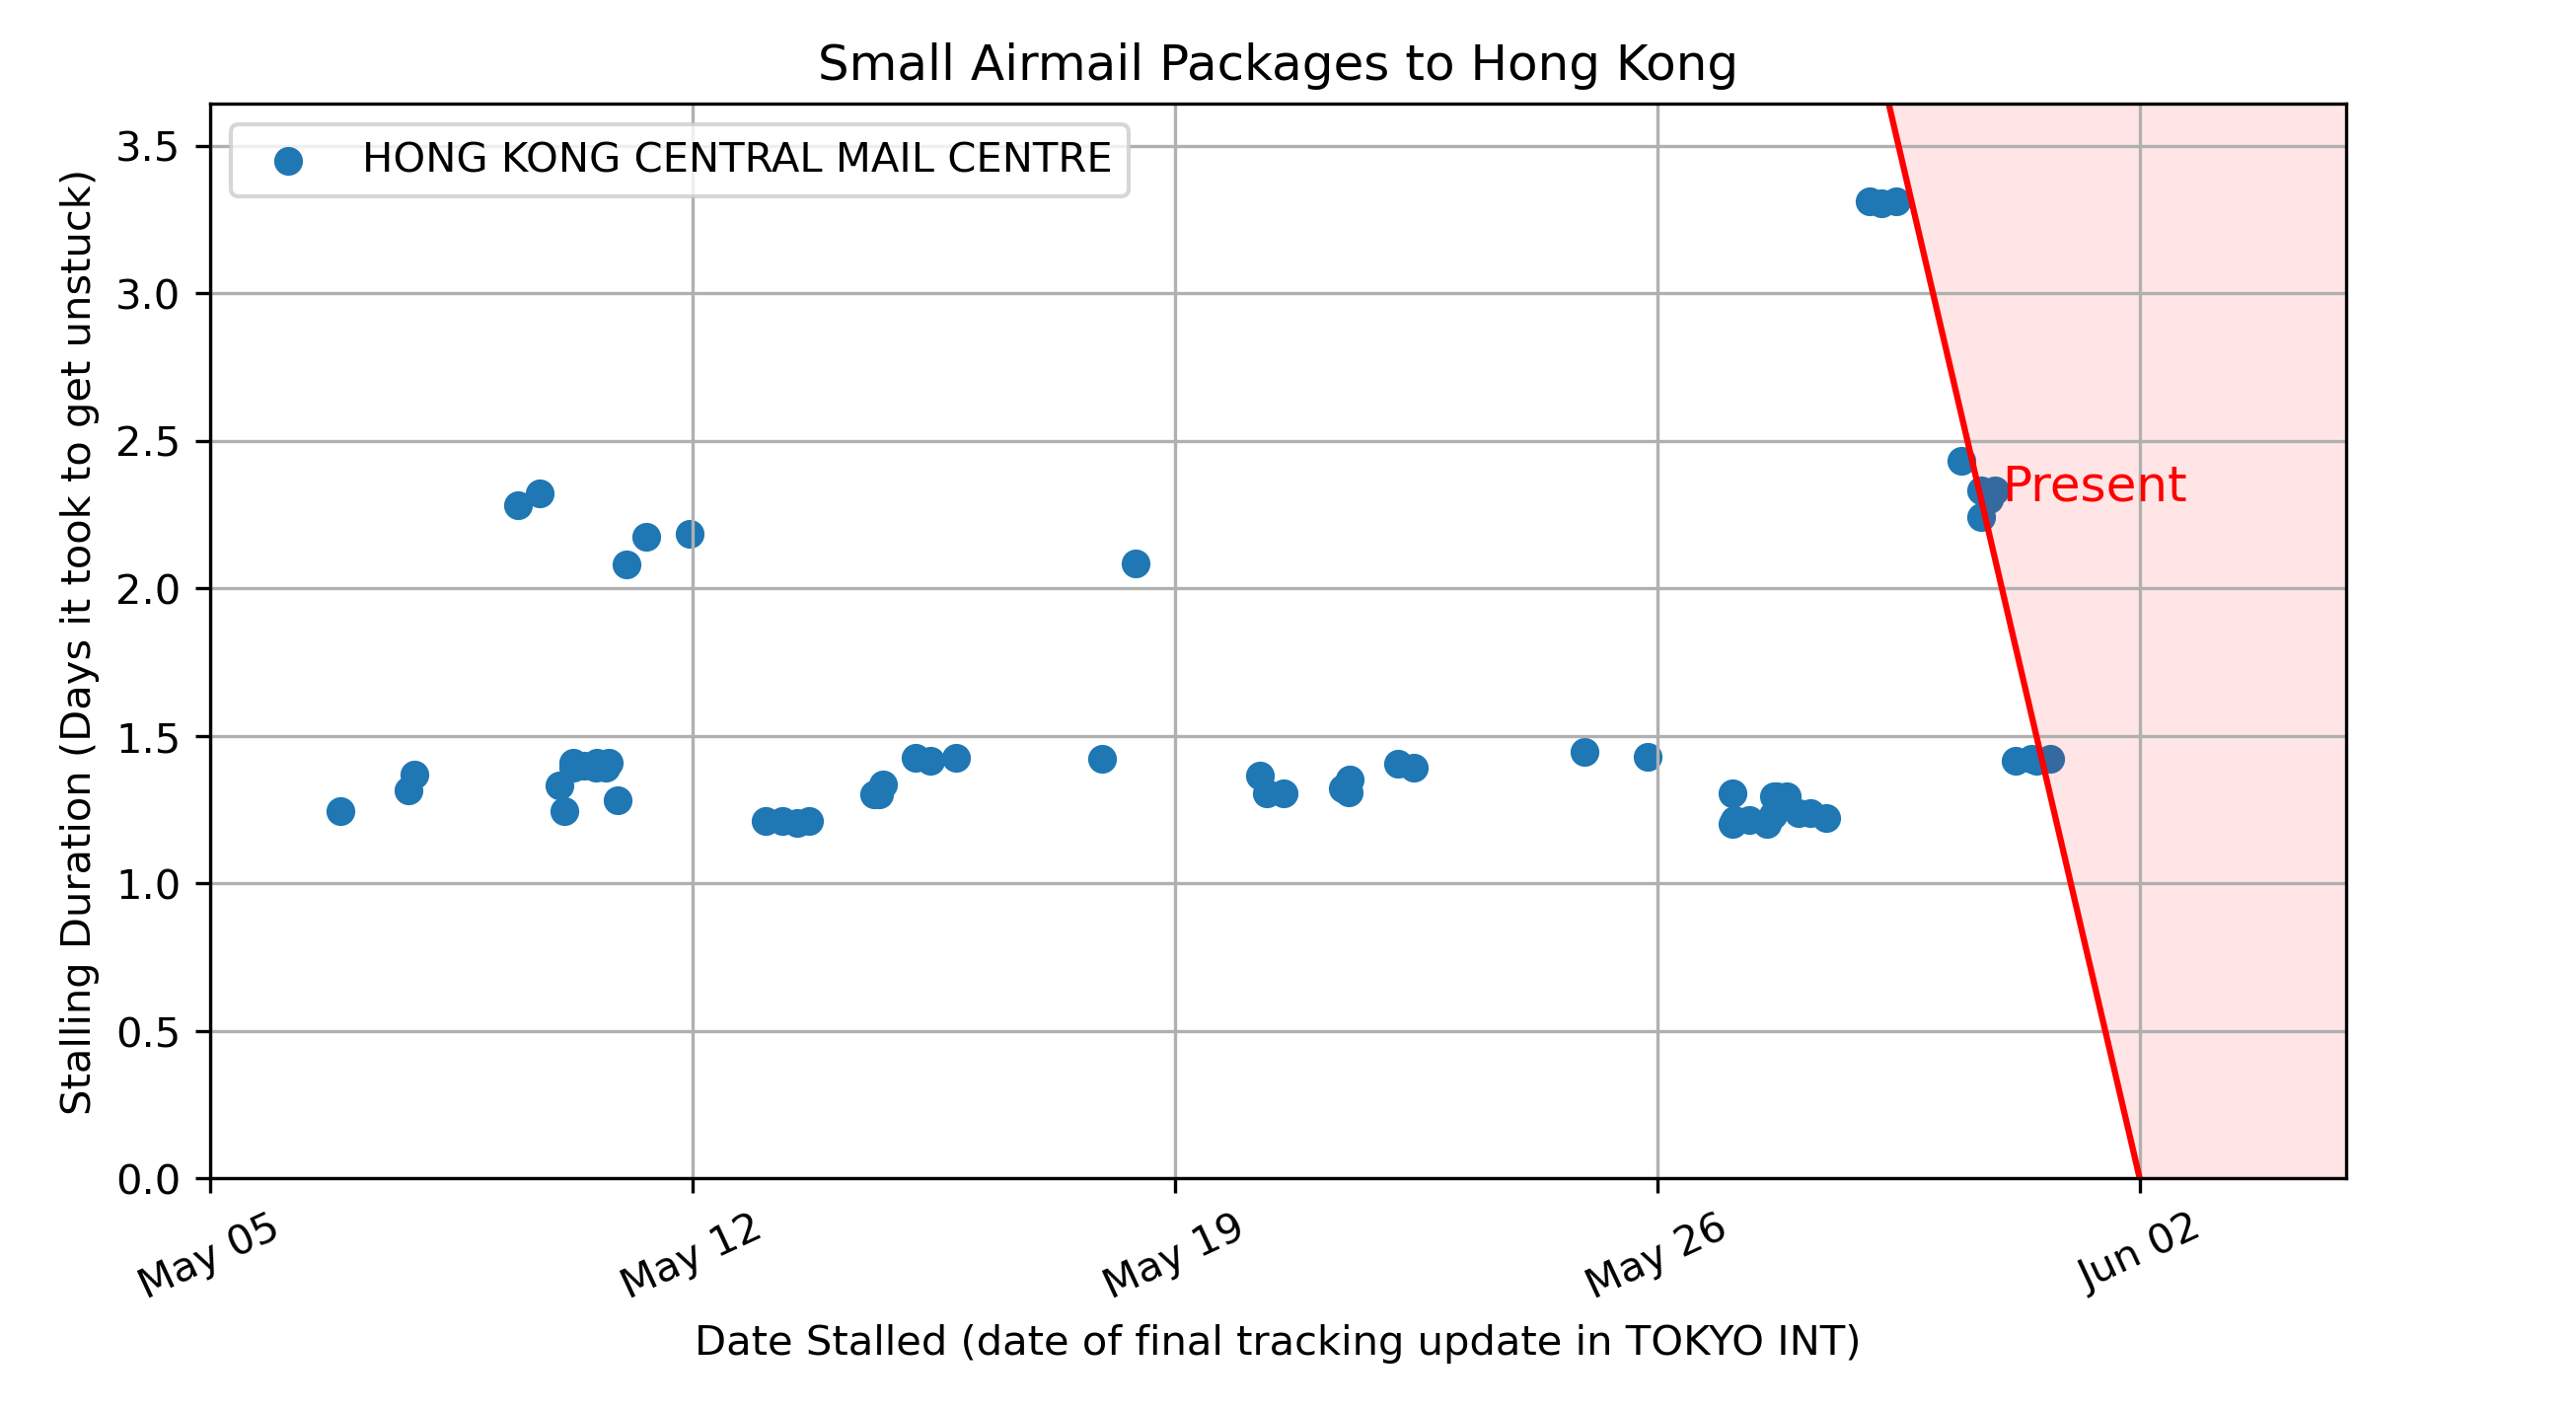 Small Airmail Packages to Hong Kong
HONG KONG CENTRAL MAIL CENTRE
Stalling Duration (Days it took to get unstuck)
3.5
3.0
2.5
2.0
1.5
1.0
0.5
0.0
Present
May 05
May 12
May 19
May 26
Jun 02
Date Stalled (date of final tracking update in TOKYO INT)